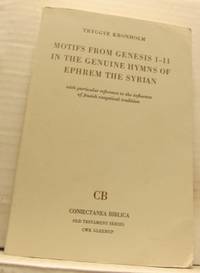 TRYGGVE KRONHOLM
MOTIFS FROM GENESIS 1-11
IN THE GENUINE HYMNS OF
EPHREM THE SYRIAN
with particular reference to the influence
of Jewish exegetical tradition
CB
CONIECTANEA BIBLICA
OLD TESTAMENT SERIES
CWK GLEERUP